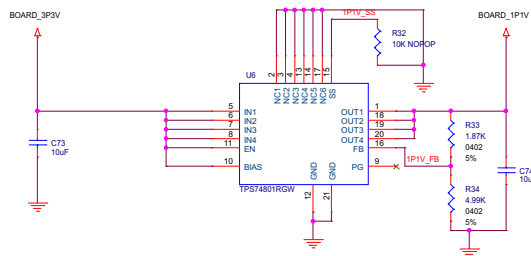 BOARD_3P3V
BOARD_1P1V
1P1V_SS
R32
10K NOPOP
U6
2
3
4
13
14
17
15
NC1
NC2
NC3
NC4
NC5
NC6
SS
5
6
7
8
11
10
IN1
IN2
IN3
IN4
EN
BIAS
OUT1
OUT2
OUT3
OUT4
FB
PG
1
18
19
20
16
9
1P1V_FB
GND
GND
TPS74801RGW
12
21
C73
10uF
R33
1.87K
0402
5%
R34
4.99K
0402
5%
C74
10u